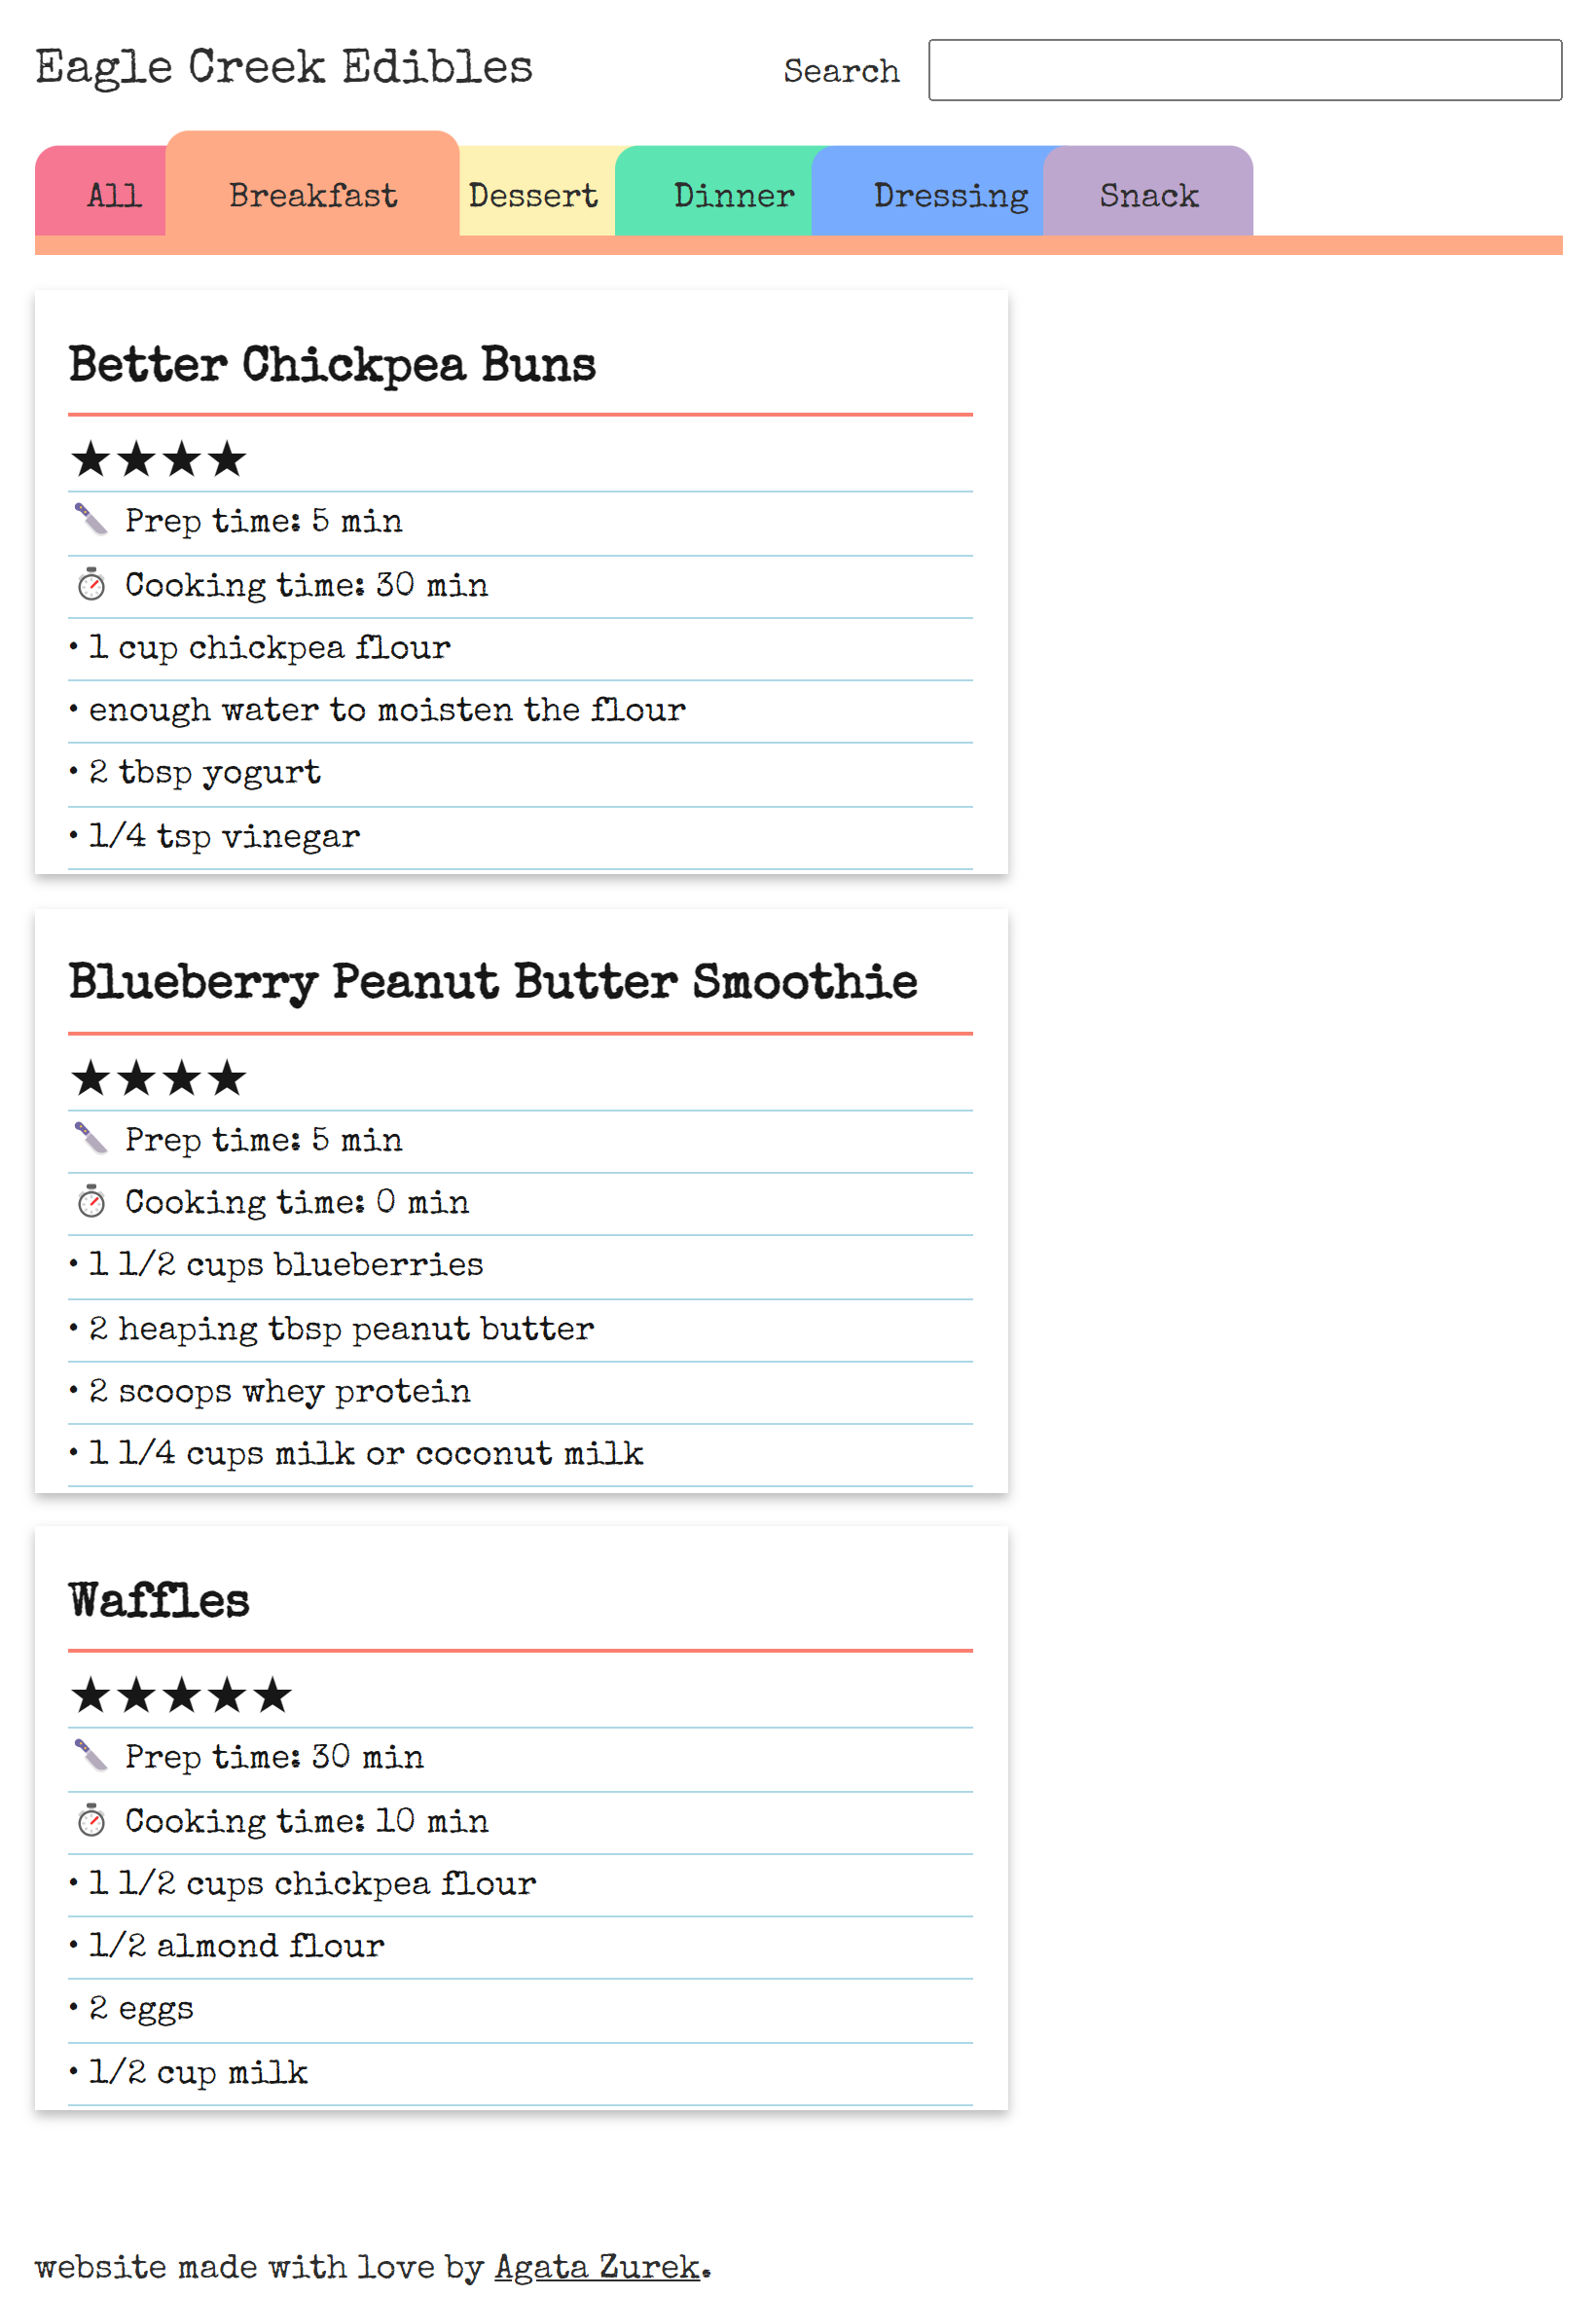 Eagle Creek Edibles
Search
All Breakfast Dessert Dinner Dressing Snack
Better Chickpea Buns
★★★★
Prep time: 5 min
Cooking time: 30 min
• 1 cup chickpea flour
• enough water to moisten the flour
• 2 tbsp yogurt
• 1/4 tsp vinegar
Blueberry Peanut Butter Smoothie
★★★★
Prep time: 5 min
Cooking time: 0 min
• 1 1/2 cups blueberries
• 2 heaping tbsp peanut butter
• 2 scoops whey protein
• 1 1/4 cups milk or coconut milk
Waffles
★★★★★
Prep time: 30 min
Cooking time: 10 min
• 1 1/2 cups chickpea flour
• 1/2 almond flour
• 2 eggs
• 1/2 cup milk
website made with love by Agata Zurek.